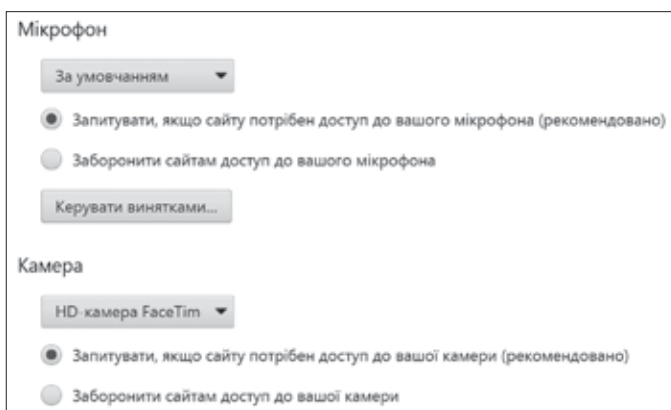 Мікрофон
За умовчанням
Запитувати, якщо сайту потрібен доступ до вашого мікрофона (рекомендовано)
Заборонити сайтам доступ до вашого мікрофона
Керувати винятками...
Камера
HD-камера FaceTim
Запитувати, якщо сайту потрібен доступ до вашої камери (рекомендовано)
Заборонити сайтам доступ до вашої камери